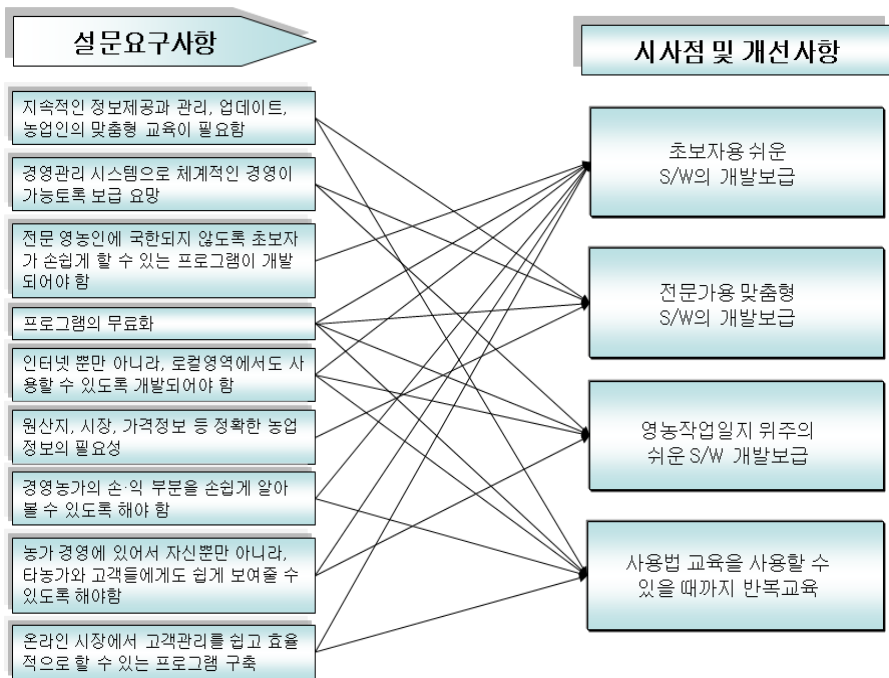 설문요구사항
지속적인 정보제공과 관리, 업데이트,
농업인의 맞춤형 교육이 필요함
경영관리 시스템으로 체계적인 경영이
가능토록 보급 요망
전문 영농인에 국한되지 않도록 초보자
가 손쉽게 할 수 있는 프로그램이 개발
되어야 함
프로그램의 무료화
인터넷 뿐만 아니라, 로컬영역에서도 사
용할 수 있도록 개발되어야 함
원산지, 시장, 가격정보 등 정확한 농업
정보의 필요성
경영농가의 손·익 부분을 손쉽게 알아
볼 수 있도록 해야 함
농가 경영에 있어서 자신뿐만 아니라,
타농가와 고객들에게도 쉽게 보여줄 수
있도록 해야함
온라인 시장에서 고객관리를 쉽고 효율
적으로 할 수 있는 프로그램 구축
시사점 및 개선사항
초보자용 쉬운
S/W의 개발보급
전문가용 맞춤형
S/W의 개발보급
영농작업일지 위주의
쉬운 S/W 개발보급
사용법 교육을 사용할 수
있을 때까지 반복교육